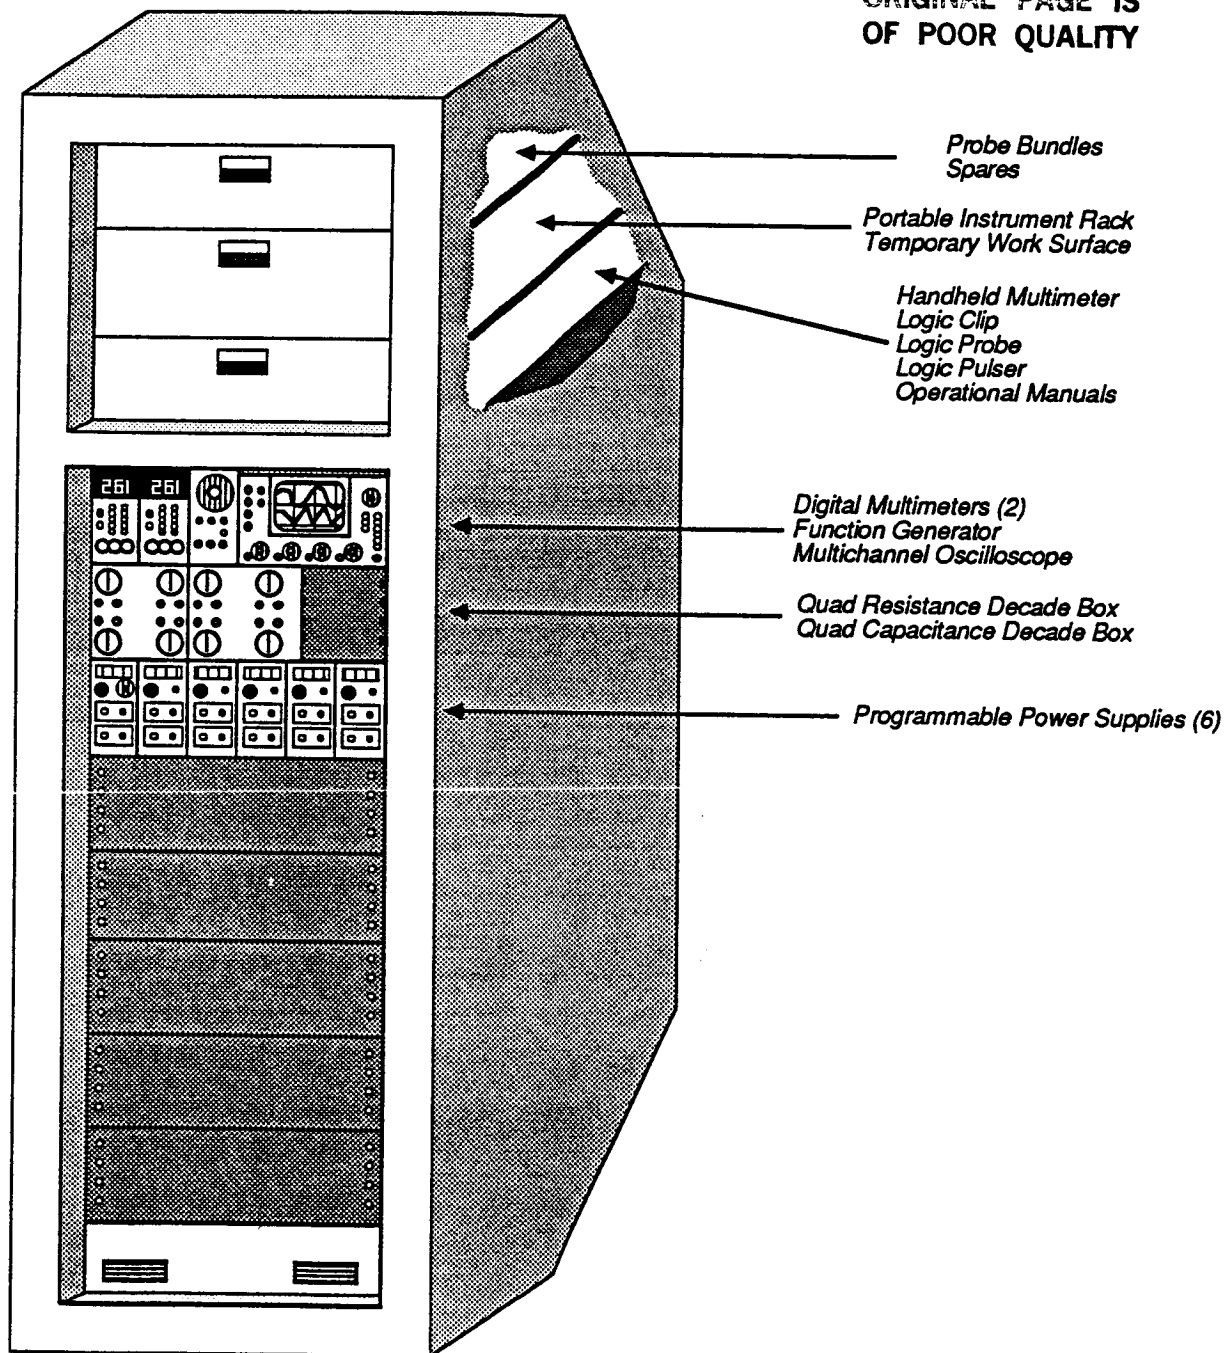 ORIGINAL PAGE IS
OF POOR QUALITY
Probe Bundles
Spares
Portable Instrument Rack
Temporary Work Surface
Handheld Multimeter
Logic Clip
Logic Probe
Logic Pulser
Operational Manuals
261 261
Digital Multimeters (2)
Function Generator
Multichannel Oscilloscope
Quad Resistance Decade Box
Quad Capacitance Decade Box
Programmable Power Supplies (6)